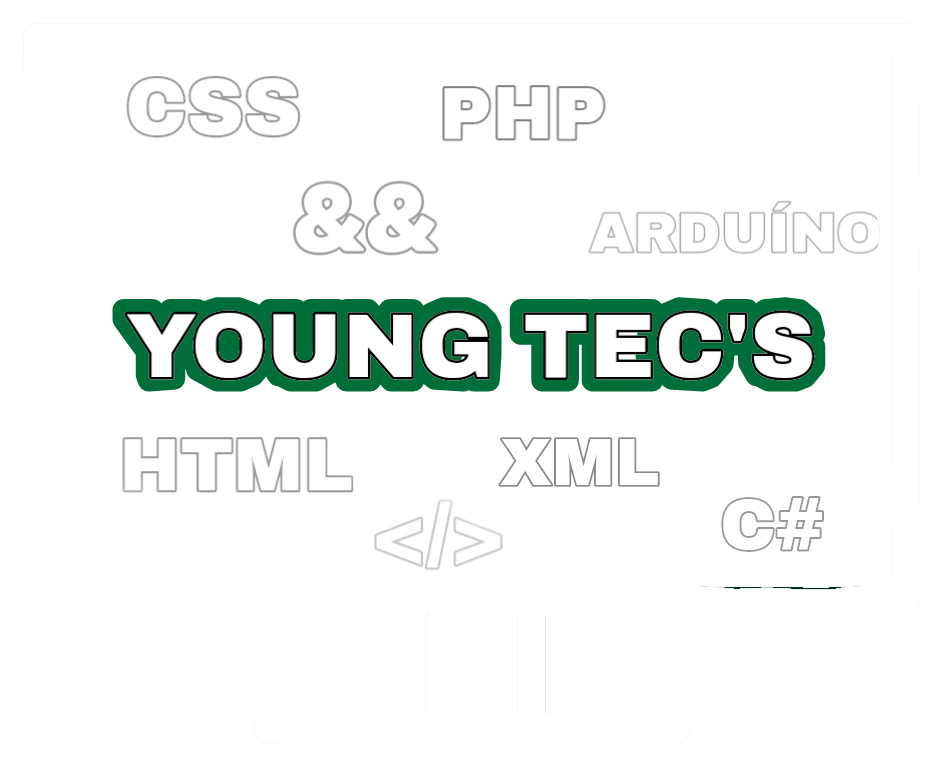 CSS PHP
&&
ARDUÍNO
YOUNG TEC'S
HTML XML
C#
</>